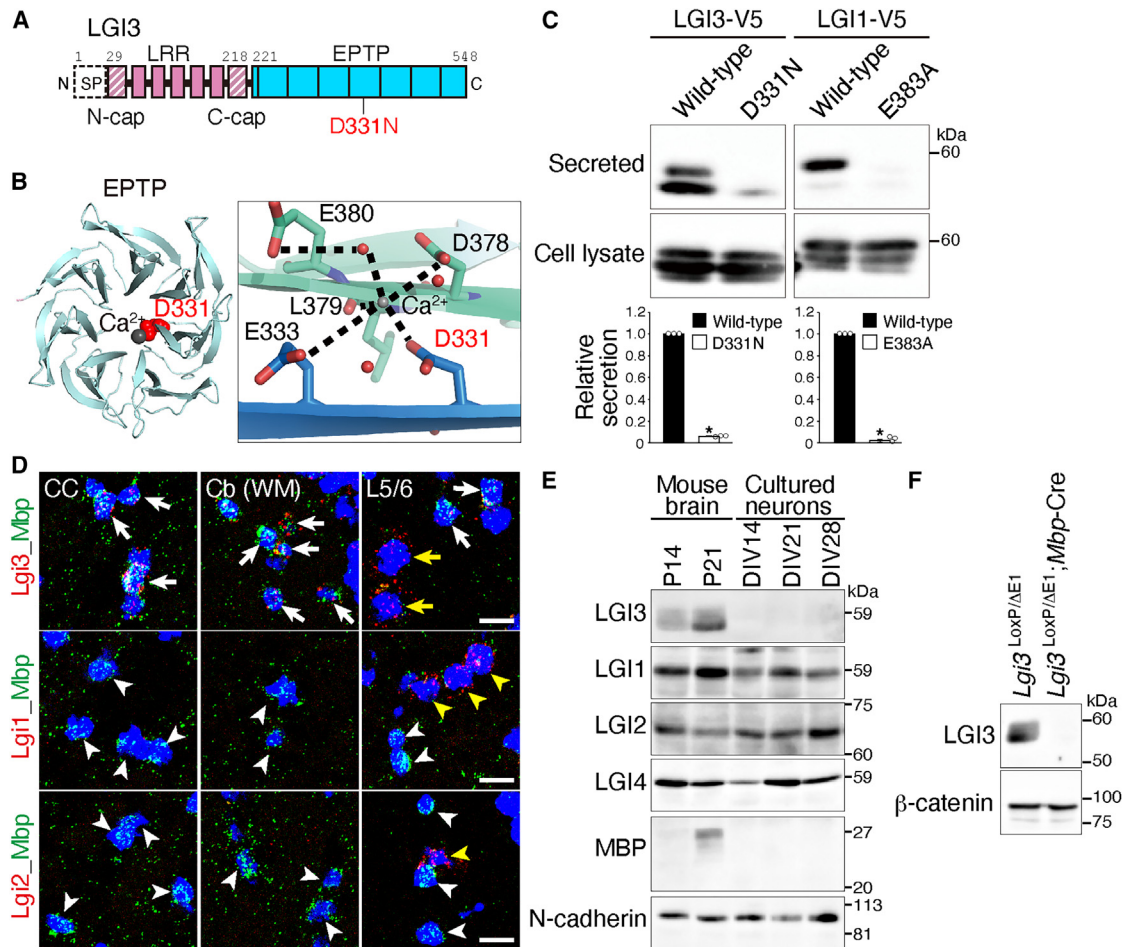 A
LGI3
1 29 LRR 218 221 EPTP 548
N SP C
N-cap C-cap D331N
B
EPTP
Ca2+ D331
E380
D378
L379 Ca2+
E333 D331
C
LGI3-V5 LGI1-V5
Wild-type D331N Wild-type E383A
kDa
Secreted 60
Cell lysate 60
Relative secretion
Wild-type
D331N
1.2
1.0
0.8
0.6
0.4
0.2
0
*
Wild-type
E383A
1.2
1.0
0.8
0.6
0.4
0.2
0
*
D
CC Cb (WM) L5/6
Lgi3_Mbp
Lgi1_Mbp
Lgi2_Mbp
E
Mouse brain Cultured neurons
P14 P21 DIV14 DIV21 DIV28
kDa
LGI3 59
LGI1 59
75
LGI2
60
LGI4 59
27
MBP
20
113
N-cadherin
81
F
Lgi3 LoxP/ΔE1
Lgi3 LoxP/ΔE1;Mbp-Cre
kDa
60
LGI3
50
100
β-catenin
75